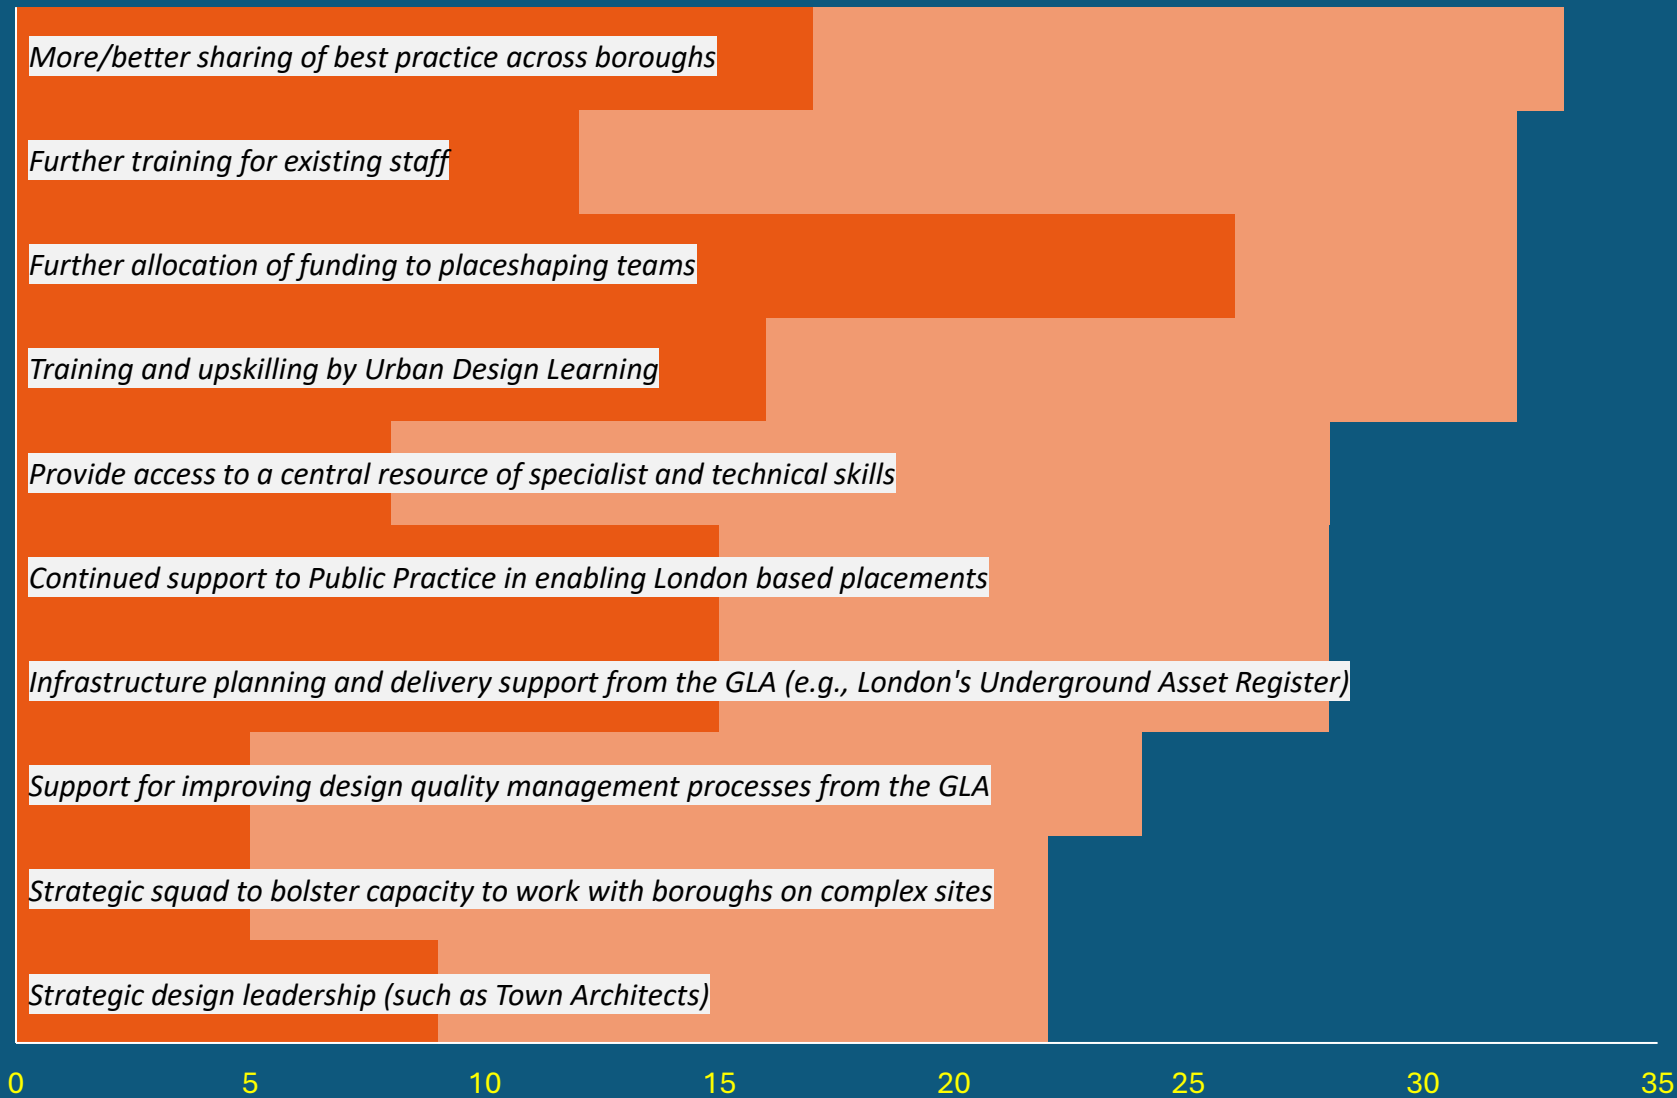 More/better sharing of best practice across boroughs
Further training for existing staff
Further allocation of funding to placeshaping teams
Training and upskilling by Urban Design Learning
Provide access to a central resource of specialist and technical skills
Continued support to Public Practice in enabling London based placements
Infrastructure planning and delivery support from the GLA (e.g., London's Underground Asset Register)
Support for improving design quality management processes from the GLA
Strategic squad to bolster capacity to work with boroughs on complex sites
Strategic design leadership (such as Town Architects)
0 5 10 15 20 25 30 35